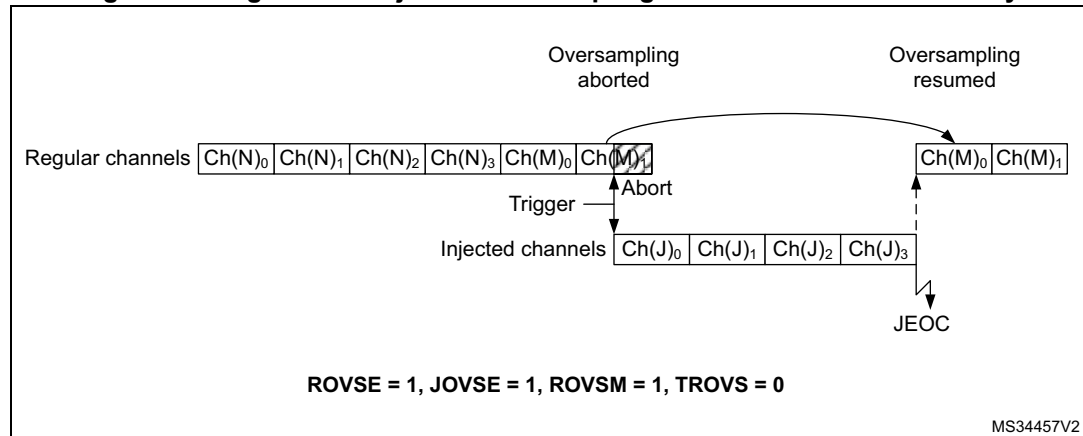 Oversampling
aborted
Oversampling
resumed
Regular channels Ch(N)₀ Ch(N)₁ Ch(N)₂ Ch(N)₃ Ch(M)₀ Ch(M)₁ Ch(M)₀ Ch(M)₁
Abort
Trigger
Injected channels Ch(J)₀ Ch(J)₁ Ch(J)₂ Ch(J)₃
JEOC
ROVSE = 1, JOVSE = 1, ROVSM = 1, TROVS = 0
MS34457V2